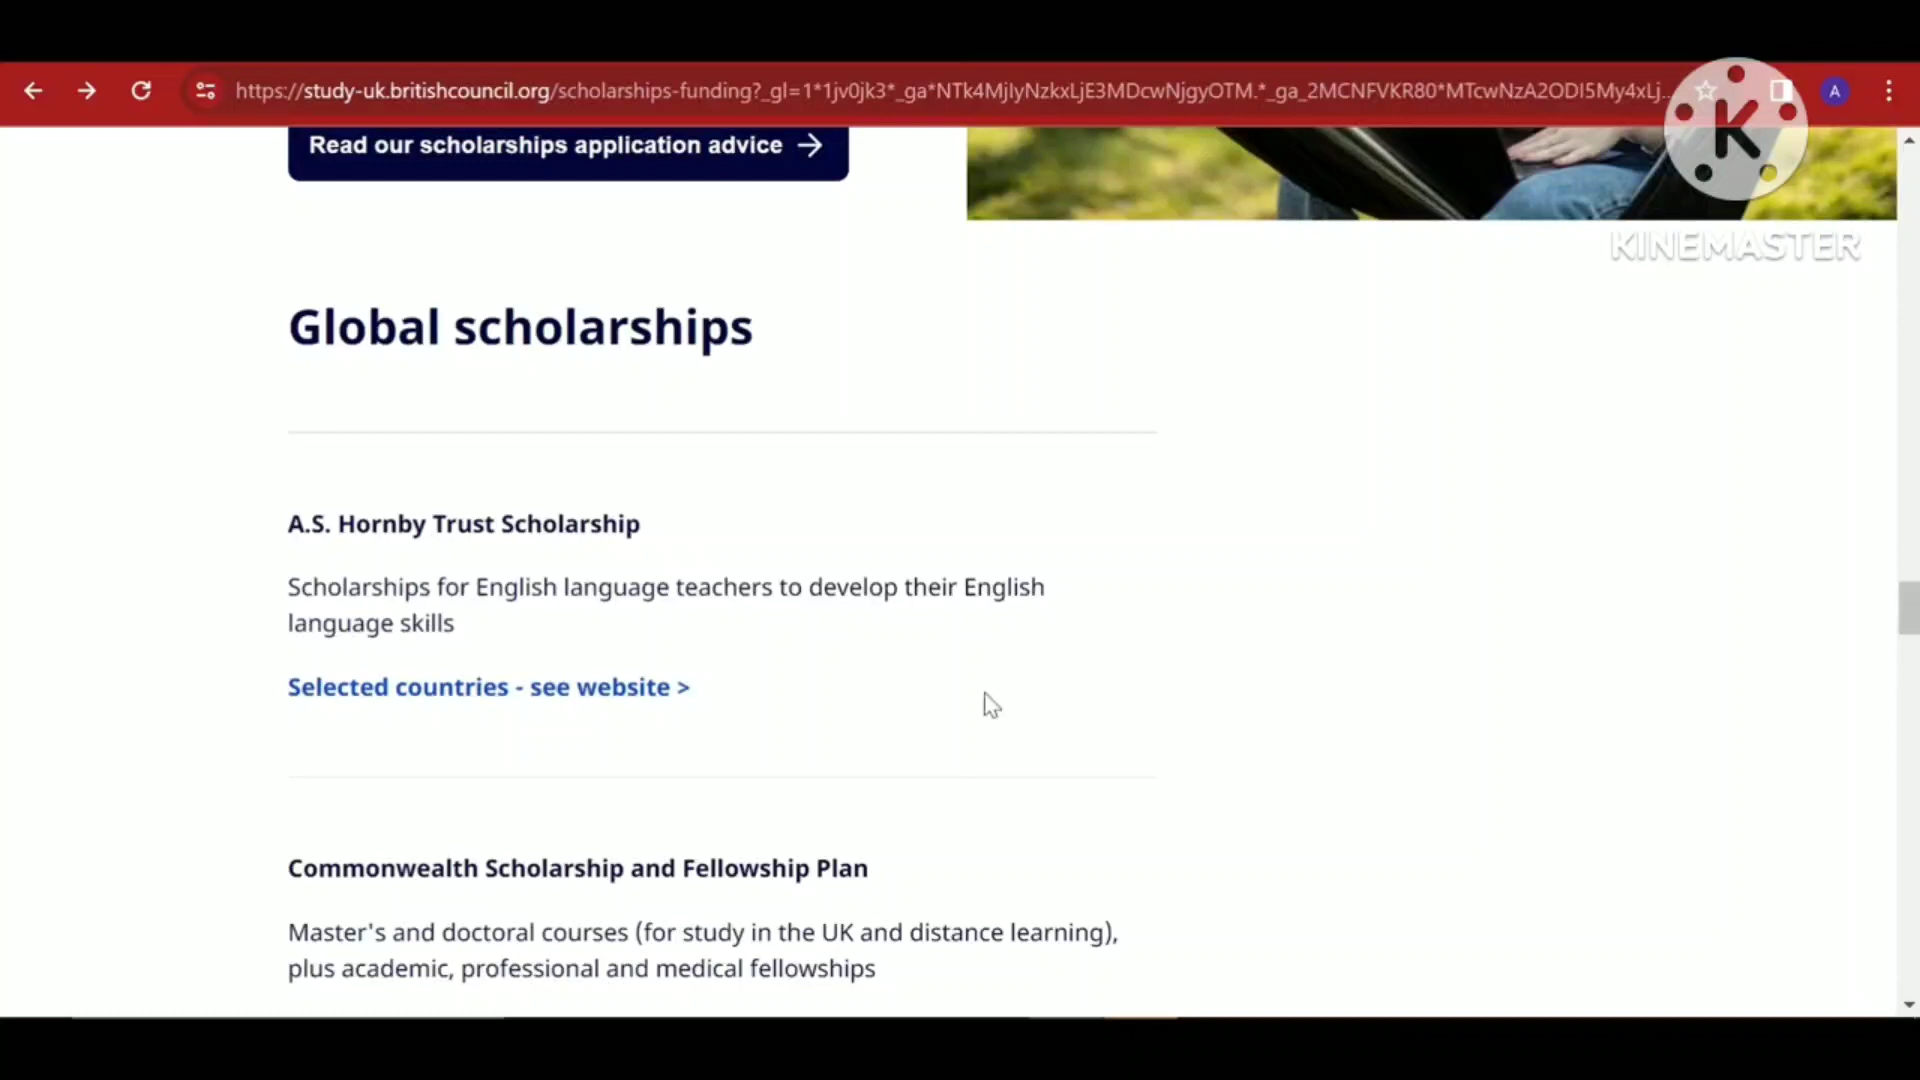 https://study-uk.britishcouncil.org/scholarships-funding?_gl=1*1jv0jk3*_ga*NTk4MjIyNzkxLjE3MDcwNjgyOTM.*_ga_2MCNFVKR80*MTcwNzA2ODI5My4xLj...
A
K
KINEMASTER
Read our scholarships application advice →
Global scholarships
A.S. Hornby Trust Scholarship
Scholarships for English language teachers to develop their English
language skills
Selected countries - see website >
Commonwealth Scholarship and Fellowship Plan
Master's and doctoral courses (for study in the UK and distance learning),
plus academic, professional and medical fellowships